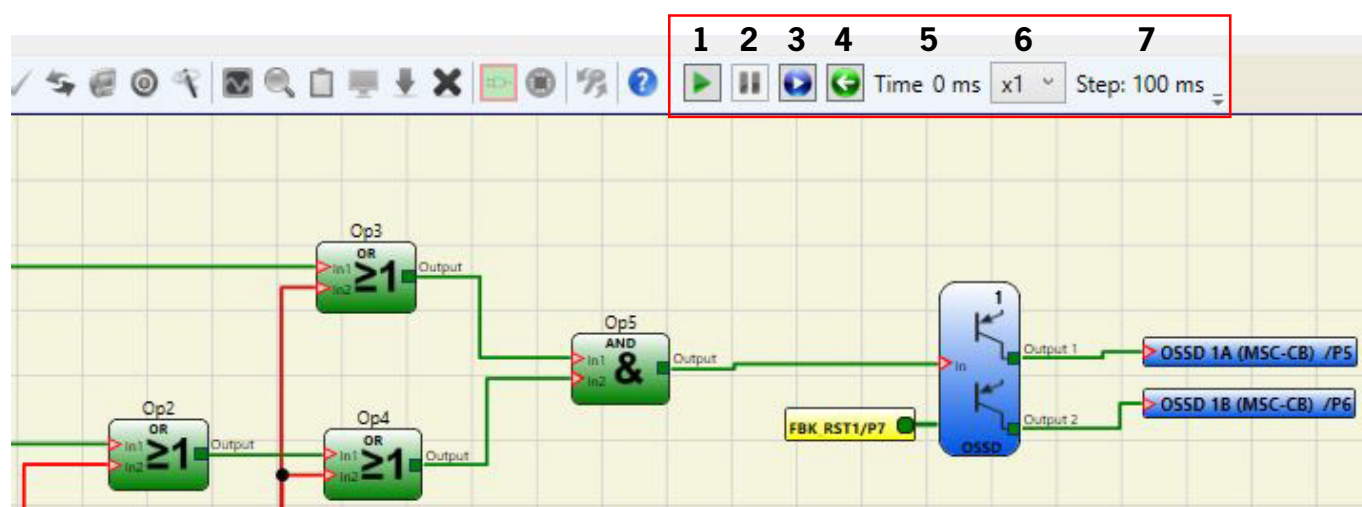 1 2 3 4 5 6 7
Time 0 ms x1 Step: 100 ms
Op3
OR
In1 ≥1 Output
In2
1
Op5
AND
In1 & Output
In2
Output 1 OSSD 1A (MSC-CB) /P5
In
Op2
OR
In1 ≥1 Output
In2
Op4
OR
In1 ≥1 Output
In2
FBK_RST1/P7
Output 2 OSSD 1B (MSC-CB) /P6
OSSD